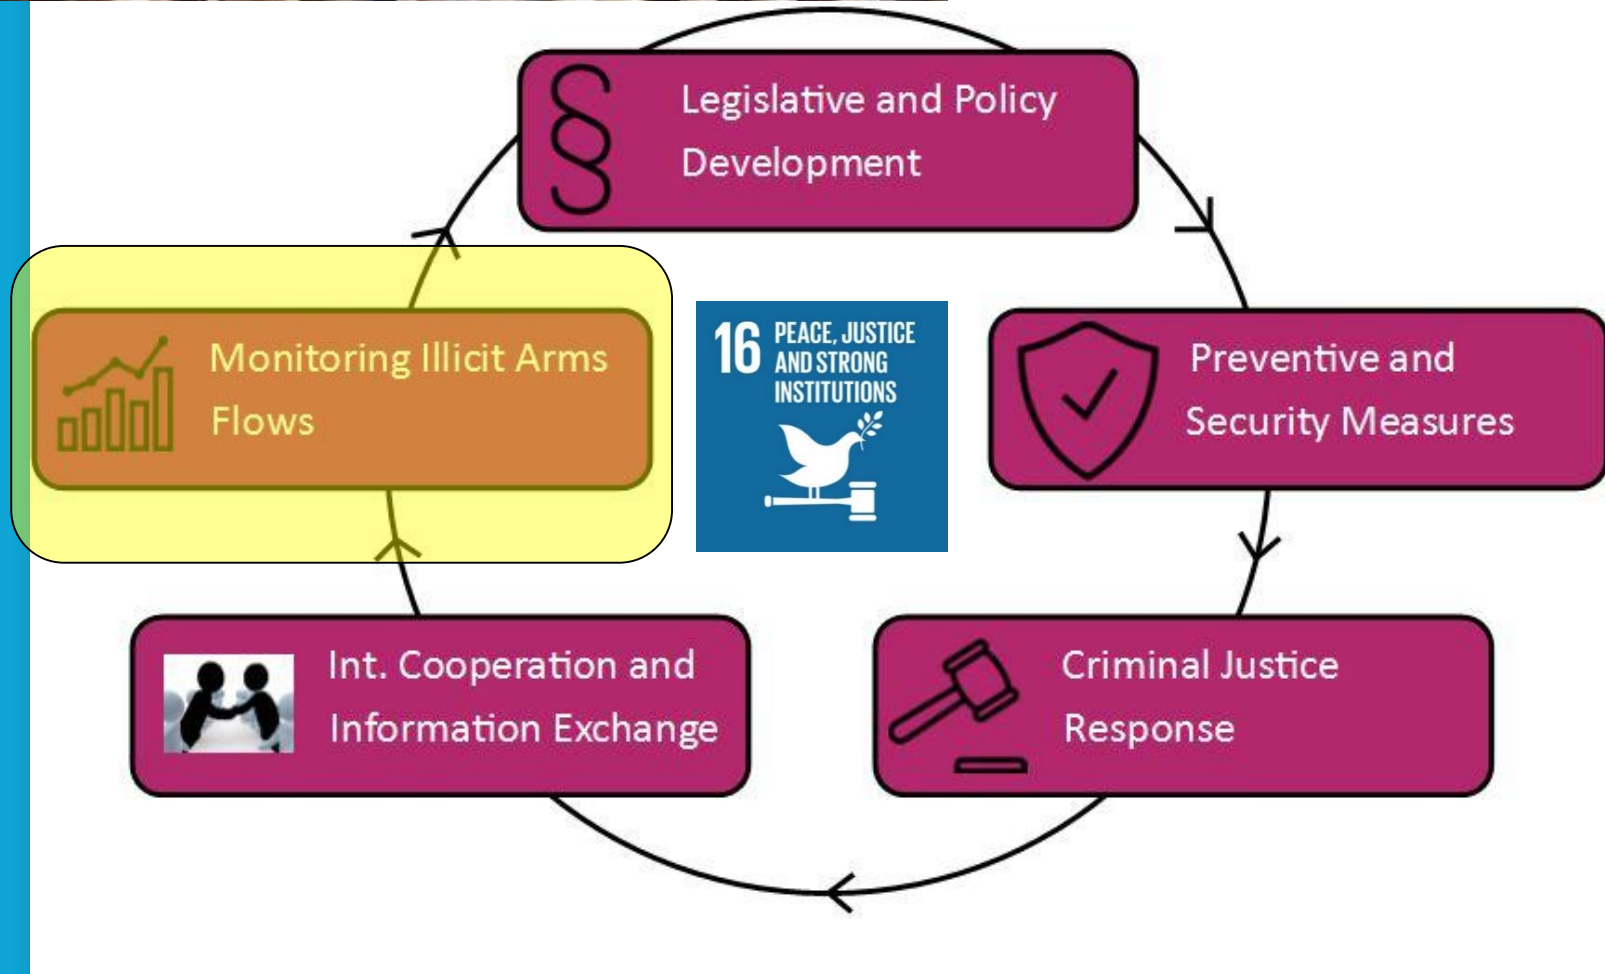 Legislative and Policy
Development
Monitoring Illicit Arms
Flows
16 PEACE, JUSTICE
AND STRONG
INSTITUTIONS
Preventive and
Security Measures
Int. Cooperation and
Information Exchange
Criminal Justice
Response